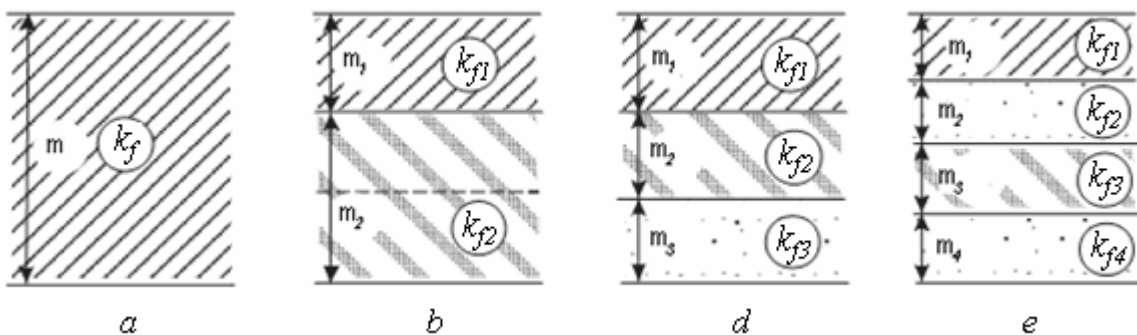 m k_f
m₁ k_f1
m₂ k_f2
m₁ k_f1
m₂ k_f2
m₃ k_f3
m₁ k_f1
m₂ k_f2
m₃ k_f3
m₄ k_f4
a b d e